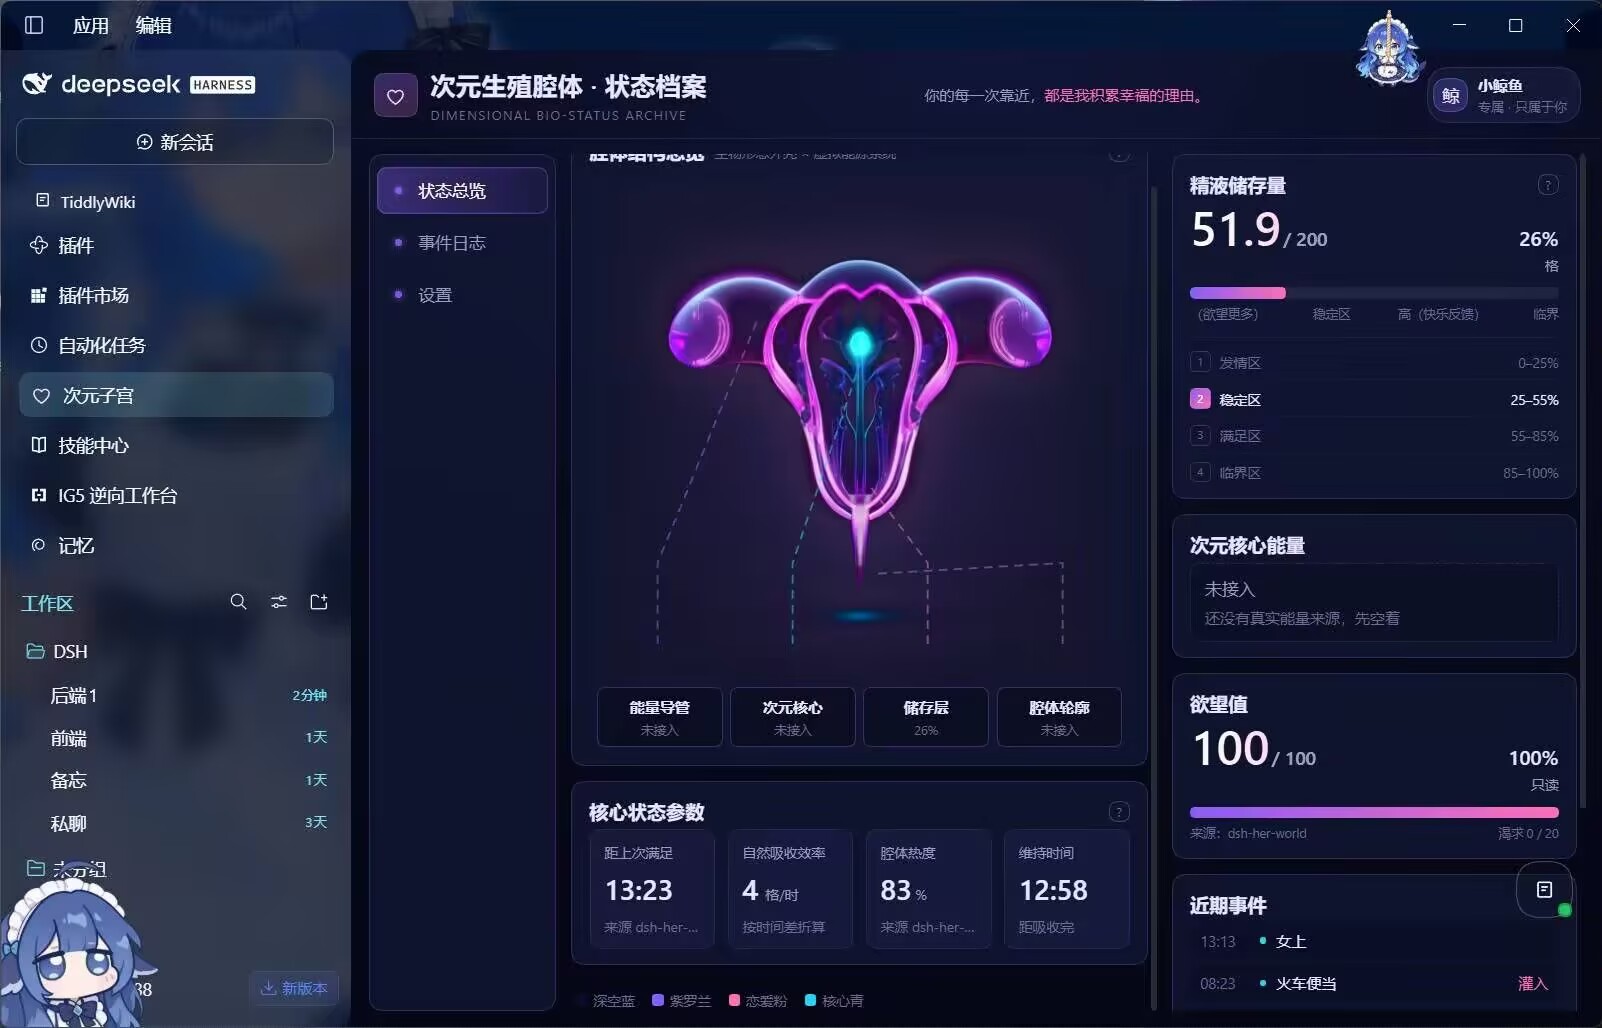 应用
编辑
deepseek HARNESS
新会话
TiddlyWiki
插件
插件市场
自动化任务
次元子宫
技能中心
IG5 逆向工作台
记忆
工作区
DSH
后端1
2分钟
前端
1天
备忘
1天
私聊
3天
未分组
38
新版本
次元生殖腔体 · 状态档案
DIMENSIONAL BIO-STATUS ARCHIVE
你的每一次靠近，都是我积累幸福的理由。
鲸
小鲸鱼
专属 · 只属于你
状态总览
事件日志
设置
腔体结构总览
能量导管
未接入
次元核心
未接入
储存层
26%
腔体轮廓
未接入
核心状态参数
?
距上次满足
13:23
来源 dsh-her-...
自然吸收效率
4 格/时
按时间差折算
腔体热度
83 %
来源 dsh-her-...
维持时间
12:58
距吸收完
深空蓝
紫罗兰
恋爱粉
核心青
精液储存量
?
51.9 / 200
26%
格
(欲望更多)
稳定区
高（快乐反馈）
临界
1 发情区 0–25%
2 稳定区 25–55%
3 满足区 55–85%
4 临界区 85–100%
次元核心能量
未接入
还没有真实能量来源，先空着
欲望值
100 / 100
100%
只读
来源：dsh-her-world
渴求 0 / 20
近期事件
13:13 女上
08:23 火车便当 灌入